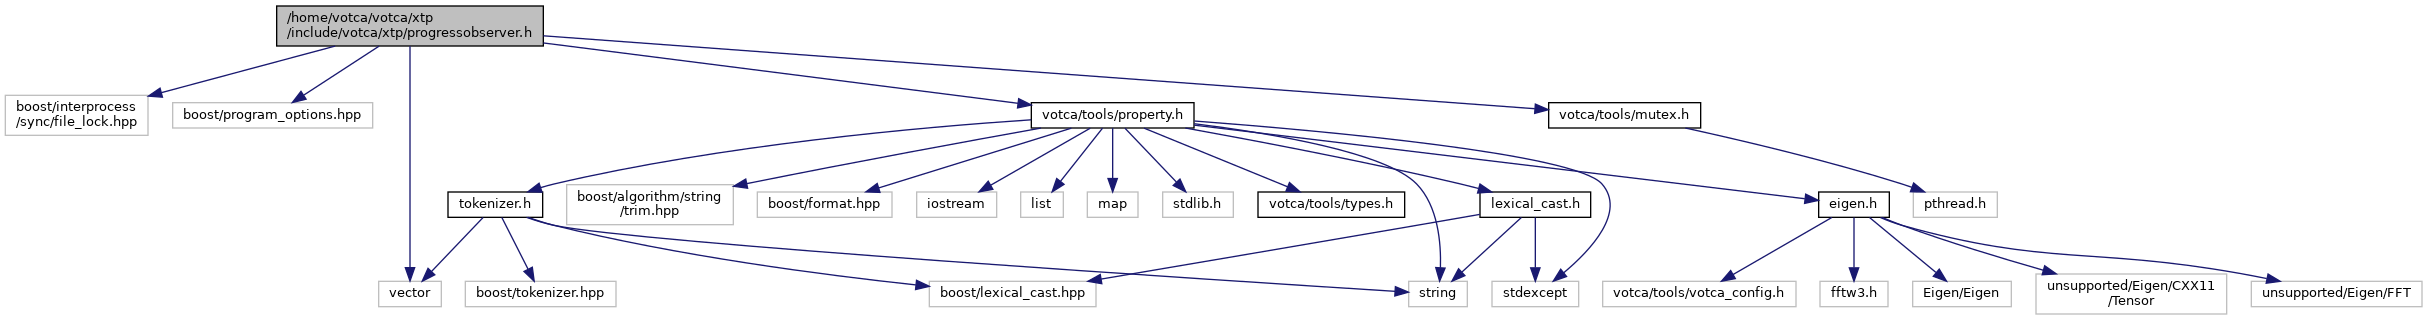 /home/votca/votca/xtp
/include/votca/xtp/progressobserver.h
boost/interprocess
/sync/file_lock.hpp
boost/program_options.hpp
votca/tools/property.h
votca/tools/mutex.h
tokenizer.h
boost/algorithm/string
/trim.hpp
boost/format.hpp
iostream
list
map
stdlib.h
votca/tools/types.h
lexical_cast.h
eigen.h
pthread.h
vector
boost/tokenizer.hpp
boost/lexical_cast.hpp
string
stdexcept
votca/tools/votca_config.h
fftw3.h
Eigen/Eigen
unsupported/Eigen/CXX11
/Tensor
unsupported/Eigen/FFT